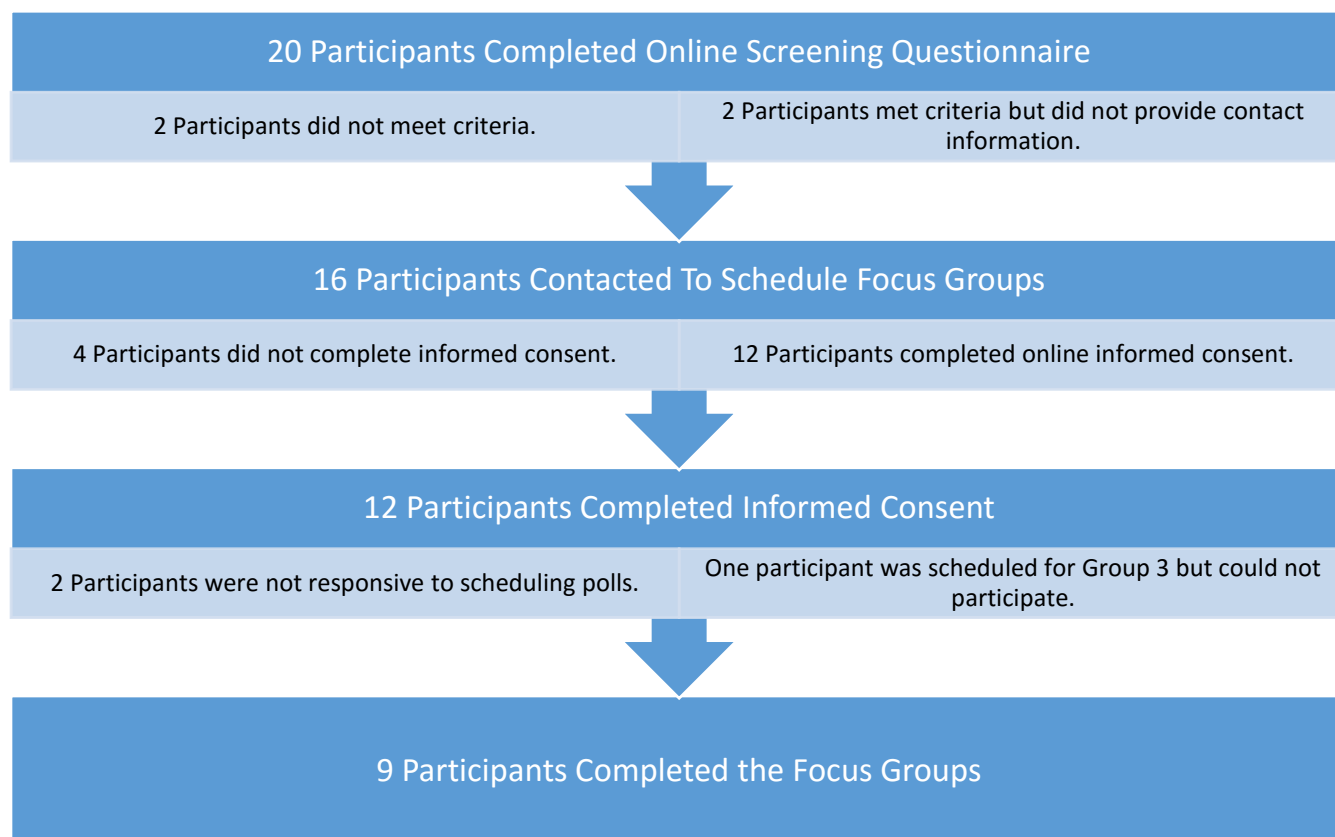 20 Participants Completed Online Screening Questionnaire
2 Participants did not meet criteria.
2 Participants met criteria but did not provide contact
information.
16 Participants Contacted To Schedule Focus Groups
4 Participants did not complete informed consent.
12 Participants completed online informed consent.
12 Participants Completed Informed Consent
2 Participants were not responsive to scheduling polls.
One participant was scheduled for Group 3 but could not
participate.
9 Participants Completed the Focus Groups